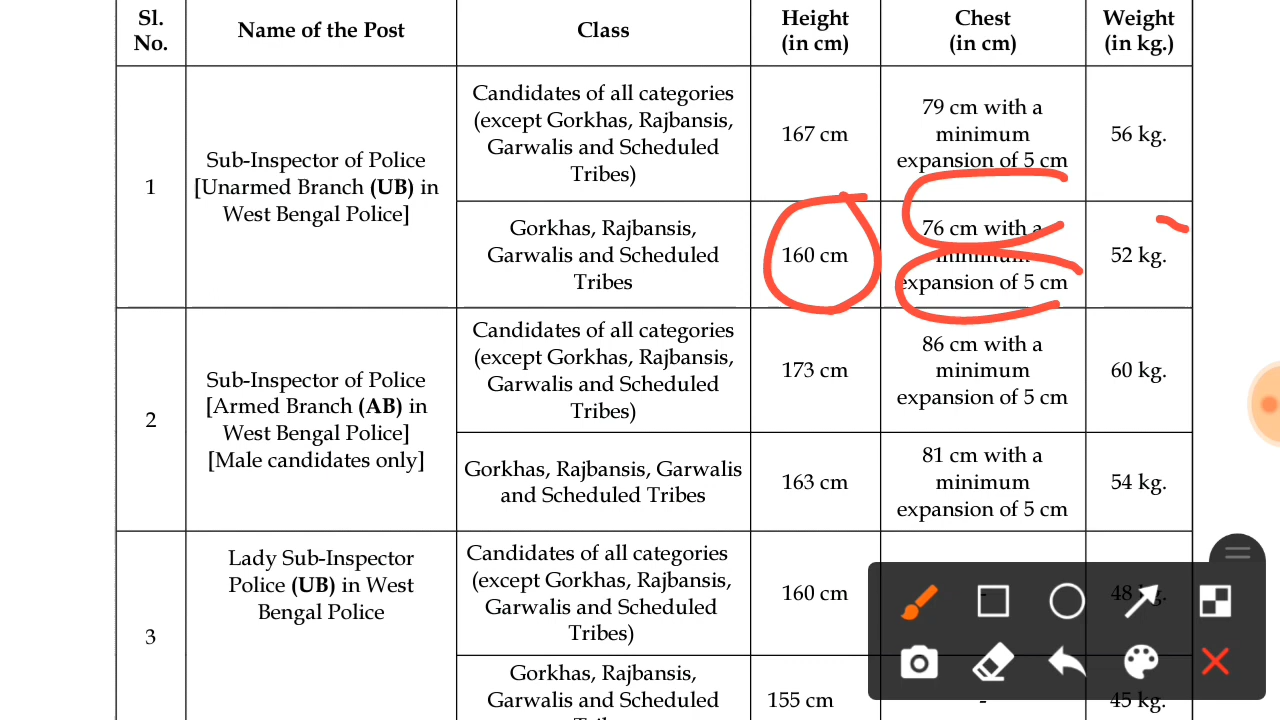 Sl.
No.
Name of the Post
Class
Height
(in cm)
Chest
(in cm)
Weight
(in kg.)
1
Sub-Inspector of Police
[Unarmed Branch (UB) in
West Bengal Police]
Candidates of all categories
(except Gorkhas, Rajbansis,
Garwalis and Scheduled
Tribes)
167 cm
79 cm with a
minimum
expansion of 5 cm
56 kg.
Gorkhas, Rajbansis,
Garwalis and Scheduled
Tribes
160 cm
76 cm with a
minimum
expansion of 5 cm
52 kg.
2
Sub-Inspector of Police
[Armed Branch (AB) in
West Bengal Police]
[Male candidates only]
Candidates of all categories
(except Gorkhas, Rajbansis,
Garwalis and Scheduled
Tribes)
173 cm
86 cm with a
minimum
expansion of 5 cm
60 kg.
Gorkhas, Rajbansis, Garwalis
and Scheduled Tribes
163 cm
81 cm with a
minimum
expansion of 5 cm
54 kg.
3
Lady Sub-Inspector
Police (UB) in West
Bengal Police
Candidates of all categories
(except Gorkhas, Rajbansis,
Garwalis and Scheduled
Tribes)
160 cm
-
48 kg.
Gorkhas, Rajbansis,
Garwalis and Scheduled
155 cm
-
45 kg.